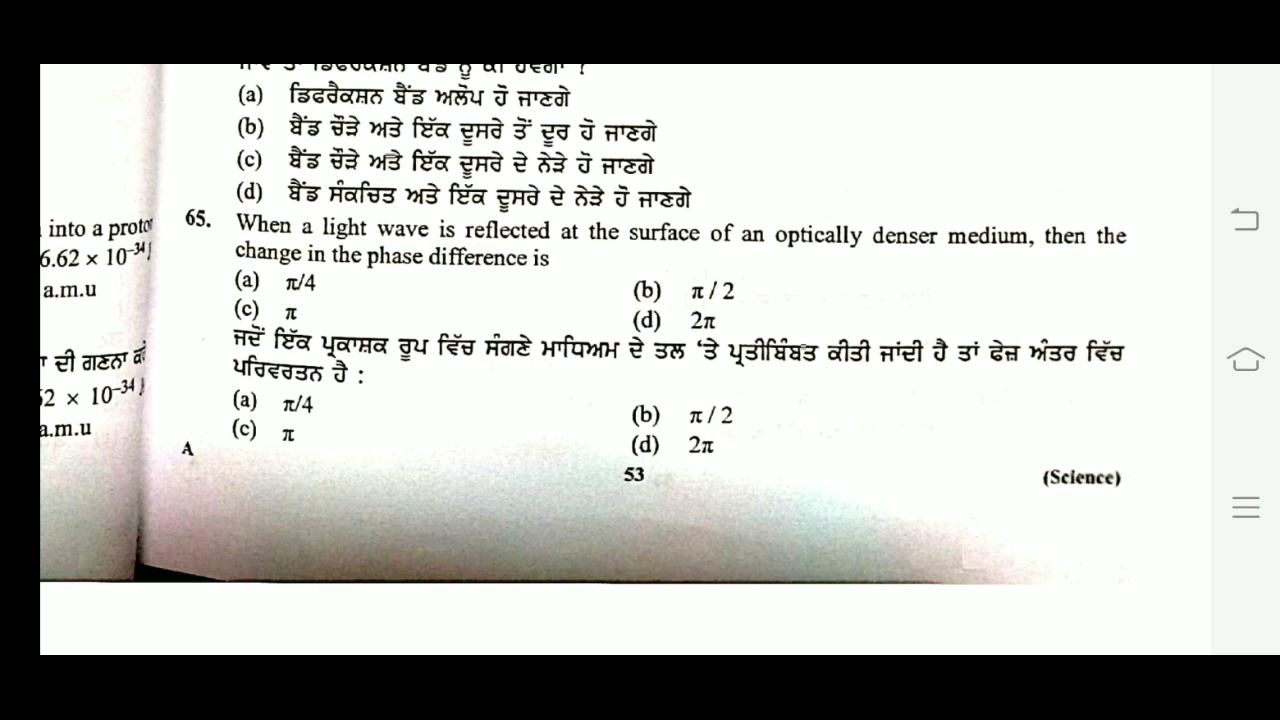 (a) ਡਿਫਰੈਕਸ਼ਨ ਬੈਂਡ ਅਲੋਪ ਹੋ ਜਾਣਗੇ
(b) ਬੈਂਡ ਚੌੜੇ ਅਤੇ ਇੱਕ ਦੂਸਰੇ ਤੋਂ ਦੂਰ ਹੋ ਜਾਣਗੇ
(c) ਬੈਂਡ ਚੌੜੇ ਅਤੇ ਇੱਕ ਦੂਸਰੇ ਦੇ ਨੇੜੇ ਹੋ ਜਾਣਗੇ
(d) ਬੈਂਡ ਸੰਕਚਿਤ ਅਤੇ ਇੱਕ ਦੂਸਰੇ ਦੇ ਨੇੜੇ ਹੋ ਜਾਣਗੇ
into a proto
6.62 × 10⁻³⁴
a.m.u
ਦੀ ਗਣਨਾ
2 × 10⁻³⁴
a.m.u
65. When a light wave is reflected at the surface of an optically denser medium, then the
change in the phase difference is
(a) π/4 (b) π / 2
(c) π (d) 2π
ਜਦੋਂ ਇੱਕ ਪ੍ਰਕਾਸ਼ਕ ਰੂਪ ਵਿੱਚ ਸੰਗਣੇ ਮਾਧਿਅਮ ਦੇ ਤਲ ‘ਤੇ ਪ੍ਰਤੀਬਿੰਬਤ ਕੀਤੀ ਜਾਂਦੀ ਹੈ ਤਾਂ ਫੇਜ਼ ਅੰਤਰ ਵਿੱਚ
ਪਰਿਵਰਤਨ ਹੈ :
(a) π/4 (b) π / 2
(c) π (d) 2π
A
53
(Science)